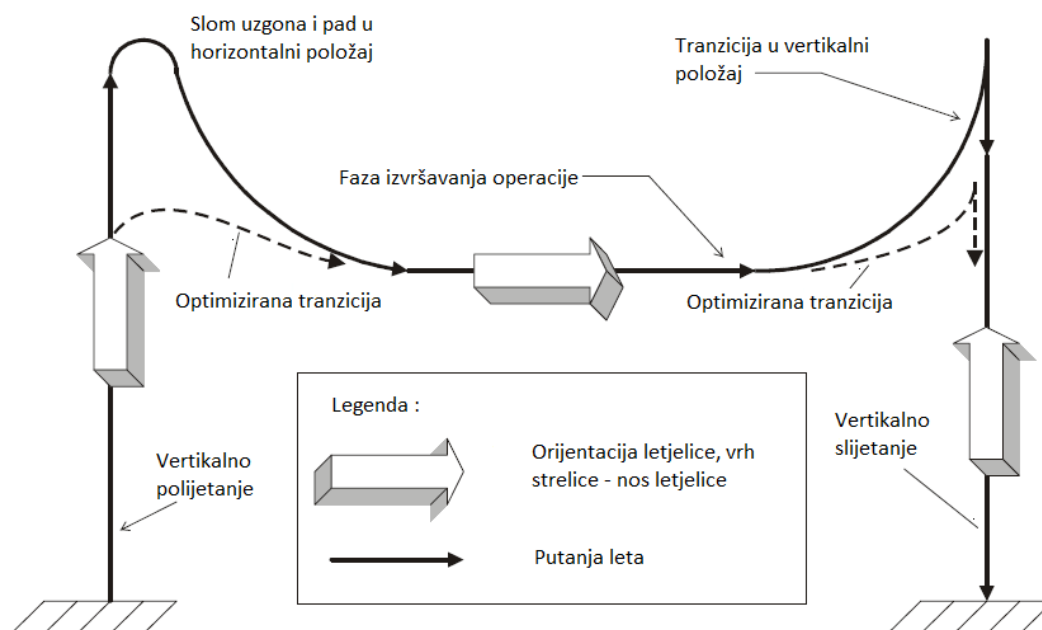 Slom uzgona i pad u
horizontalni položaj
Tranzicija u vertikalni
položaj
Faza izvršavanja operacije
Optimizirana tranzicija
Optimizirana tranzicija
Legenda :
Orijentacija letjelice, vrh
strelice - nos letjelice
Putanja leta
Vertikalno
polijetanje
Vertikalno
slijetanje